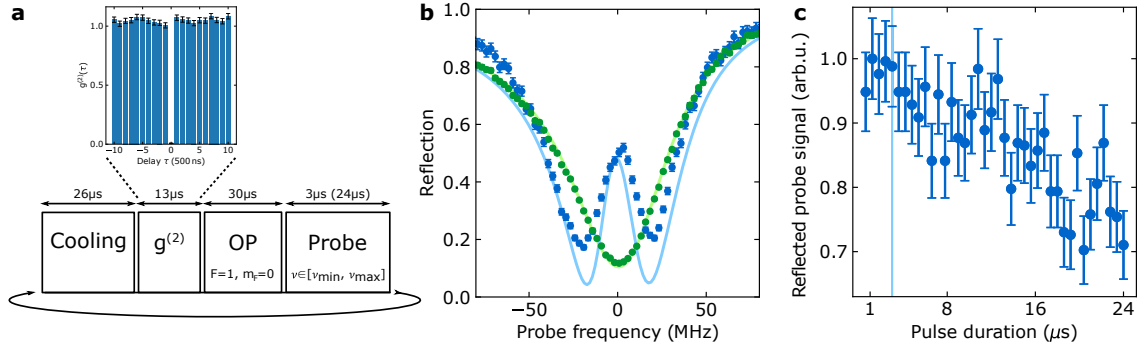 a
g⁽²⁾(τ)
1.0
0.5
0.0
−10
−5
0
5
10
Delay τ (500 ns)
26µs
13µs
30µs
3µs (24µs)
Cooling
g⁽²⁾
OP
F=1, m_F=0
Probe
ν∈[ν_min, ν_max]
b
Reflection
1.0
0.8
0.6
0.4
0.2
0.0
−50
0
50
Probe frequency (MHz)
c
Reflected probe signal (arb.u.)
1.0
0.9
0.8
0.7
1
8
16
24
Pulse duration (µs)